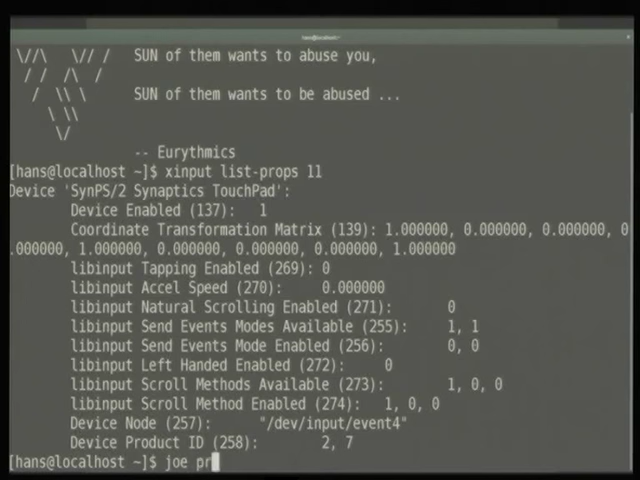 hans@localhost:~
\//\    \// /   SUN of them wants to abuse you,
 / /  /\  /
  /  \\ \       SUN of them wants to be abused ...
    \ \\
     \/
                -- Eurythmics
[hans@localhost ~]$ xinput list-props 11
Device 'SynPS/2 Synaptics TouchPad':
        Device Enabled (137):   1
        Coordinate Transformation Matrix (139): 1.000000, 0.000000, 0.000000, 0
.000000, 1.000000, 0.000000, 0.000000, 0.000000, 1.000000
        libinput Tapping Enabled (269): 0
        libinput Accel Speed (270):     0.000000
        libinput Natural Scrolling Enabled (271):       0
        libinput Send Events Modes Available (255):     1, 1
        libinput Send Events Mode Enabled (256):        0, 0
        libinput Left Handed Enabled (272):     0
        libinput Scroll Methods Available (273):        1, 0, 0
        libinput Scroll Method Enabled (274):   1, 0, 0
        Device Node (257):      "/dev/input/event4"
        Device Product ID (258):        2, 7
[hans@localhost ~]$ joe pr